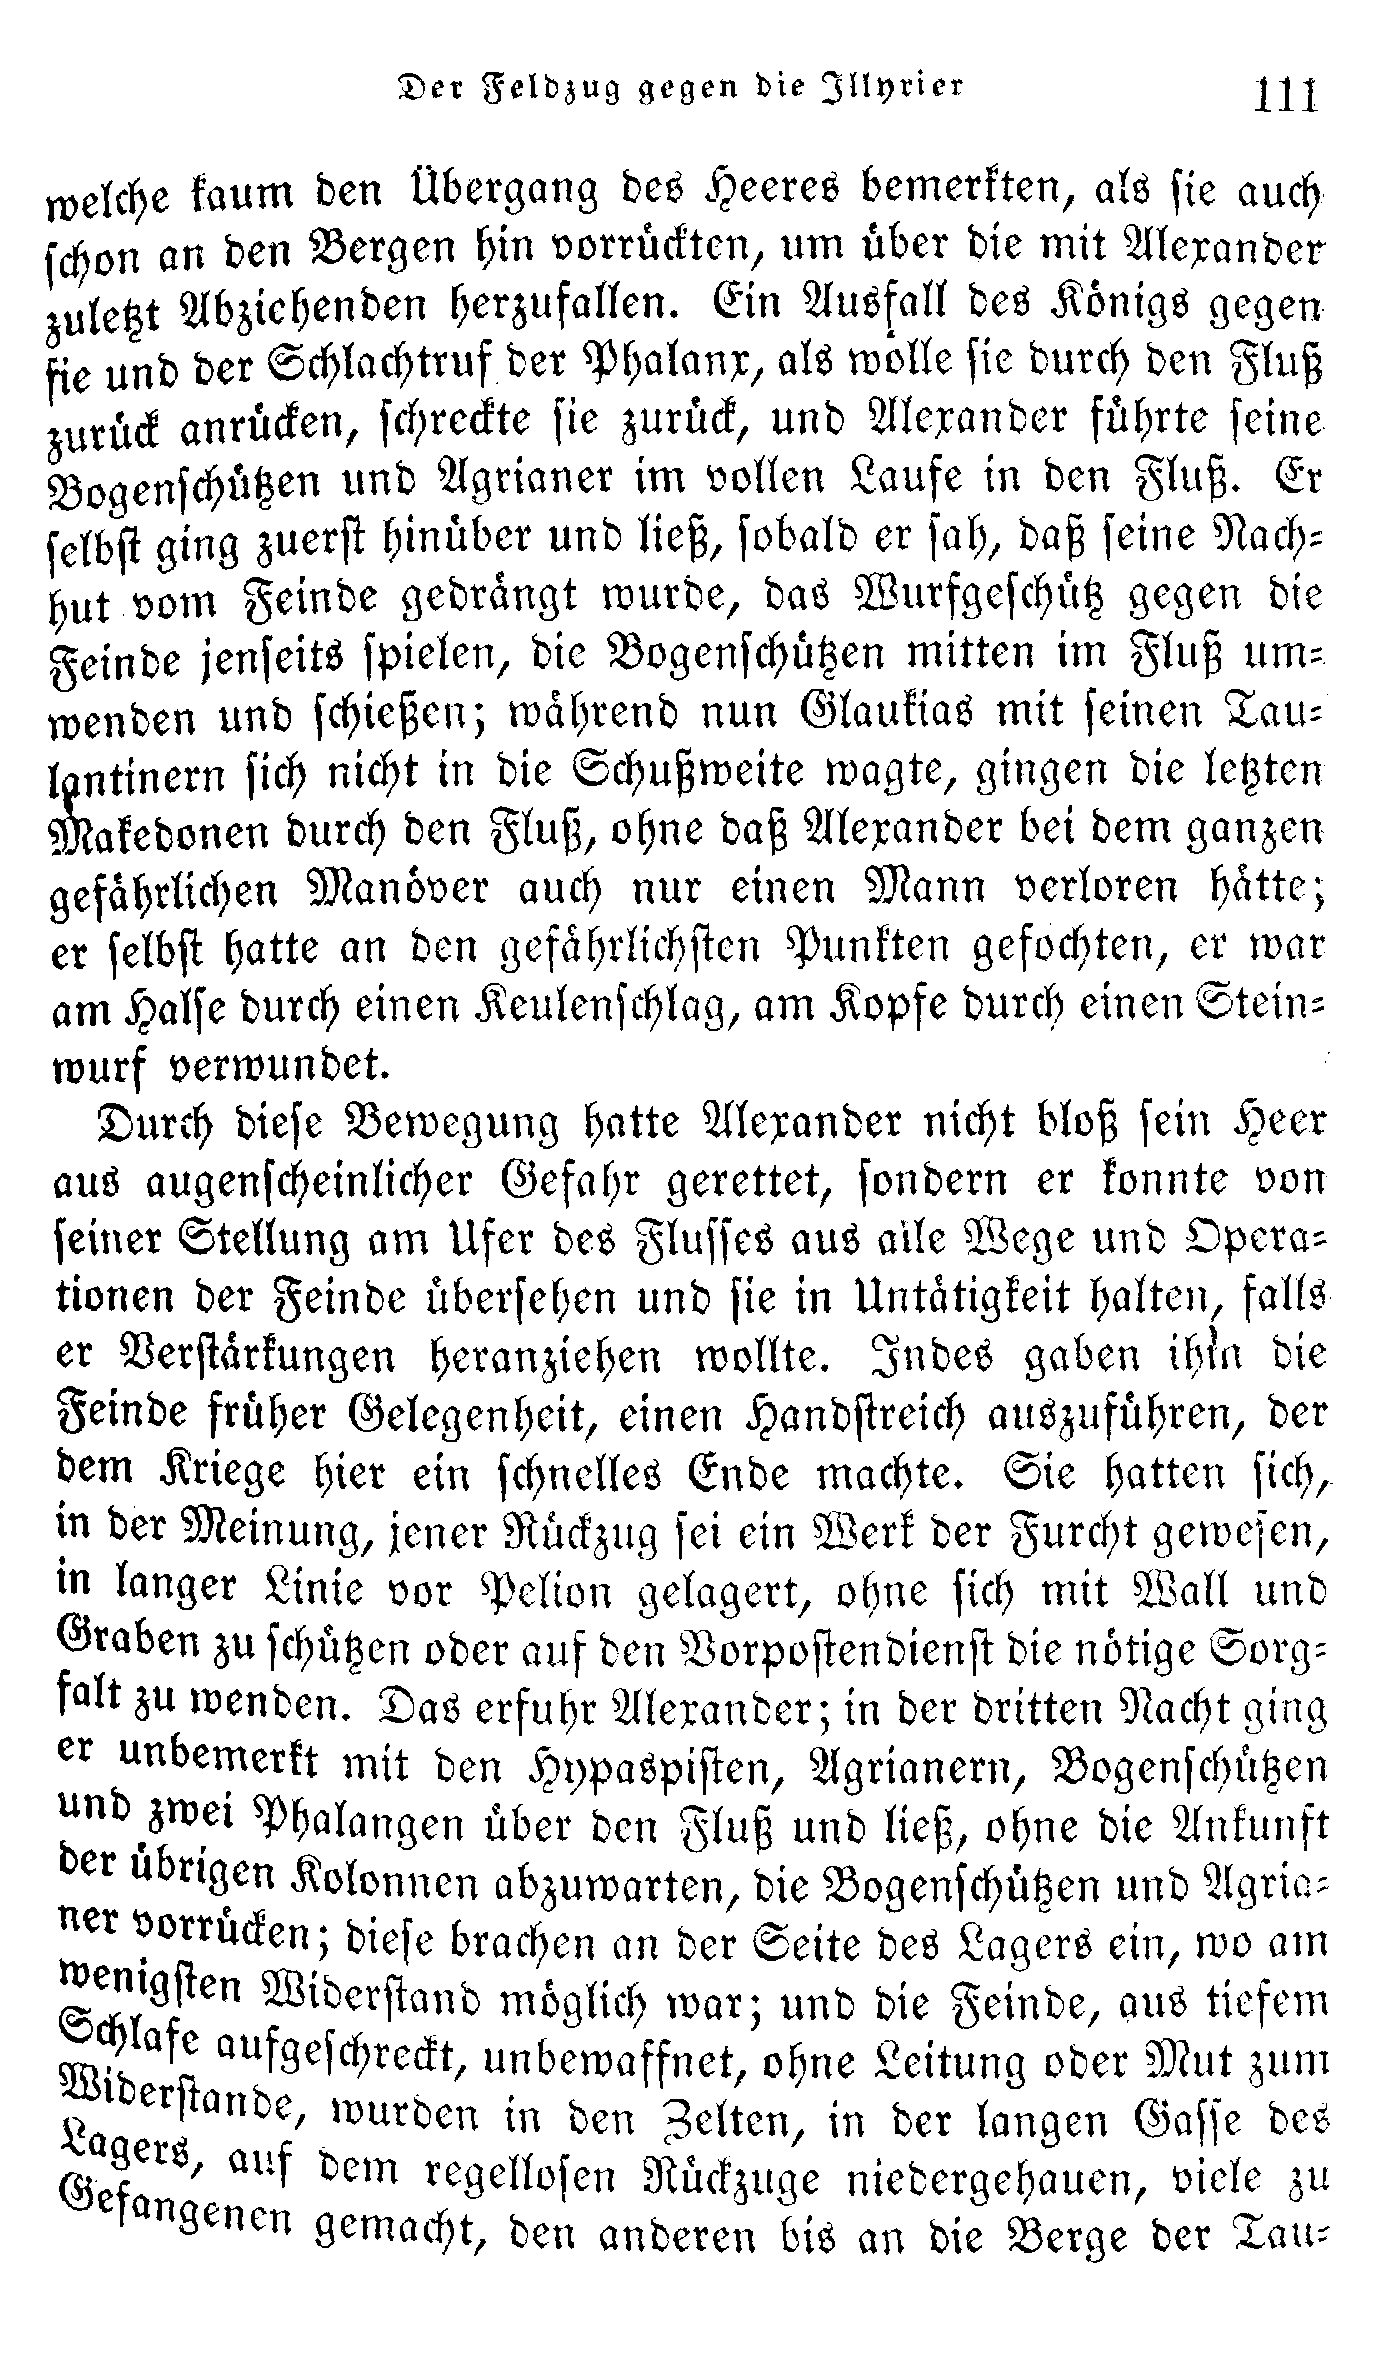 Der Feldzug gegen die Illyrier 111
welche kaum den Übergang des Heeres bemerkten, als sie auch
schon an den Bergen hin vorrückten, um über die mit Alexander
zuletzt Abziehenden herzufallen. Ein Ausfall des Königs gegen
sie und der Schlachtruf der Phalanx, als wolle sie durch den Fluß
zurück anrücken, schreckte sie zurück, und Alexander führte seine
Bogenschützen und Agrianer im vollen Laufe in den Fluß. Er
selbst ging zuerst hinüber und ließ, sobald er sah, daß seine Nach-
hut vom Feinde gedrängt wurde, das Wurfgeschütz gegen die
Feinde jenseits spielen, die Bogenschützen mitten im Fluß um-
wenden und schießen; während nun Glaukias mit seinen Tau-
lantinern sich nicht in die Schußweite wagte, gingen die letzten
Makedonen durch den Fluß, ohne daß Alexander bei dem ganzen
gefährlichen Manöver auch nur einen Mann verloren hätte;
er selbst hatte an den gefährlichsten Punkten gefochten, er war
am Halse durch einen Keulenschlag, am Kopfe durch einen Stein-
wurf verwundet.
Durch diese Bewegung hatte Alexander nicht bloß sein Heer
aus augenscheinlicher Gefahr gerettet, sondern er konnte von
seiner Stellung am Ufer des Flusses aus alle Wege und Opera-
tionen der Feinde übersehen und sie in Untätigkeit halten, falls
er Verstärkungen heranziehen wollte. Indes gaben ihm die
Feinde früher Gelegenheit, einen Handstreich auszuführen, der
dem Kriege hier ein schnelles Ende machte. Sie hatten sich,
in der Meinung, jener Rückzug sei ein Werk der Furcht gewesen,
in langer Linie vor Pelion gelagert, ohne sich mit Wall und
Graben zu schützen oder auf den Vorpostendienst die nötige Sorg-
falt zu wenden. Das erfuhr Alexander; in der dritten Nacht ging
er unbemerkt mit den Hypaspisten, Agrianern, Bogenschützen
und zwei Phalangen über den Fluß und ließ, ohne die Ankunft
der übrigen Kolonnen abzuwarten, die Bogenschützen und Agria-
ner vorrücken; diese brachen an der Seite des Lagers ein, wo am
wenigsten Widerstand möglich war; und die Feinde, aus tiefem
Schlafe aufgeschreckt, unbewaffnet, ohne Leitung oder Mut zum
Widerstande, wurden in den Zelten, in der langen Gasse des
Lagers, auf dem regellosen Rückzuge niedergehauen, viele zu
Gefangenen gemacht, den anderen bis an die Berge der Tau-